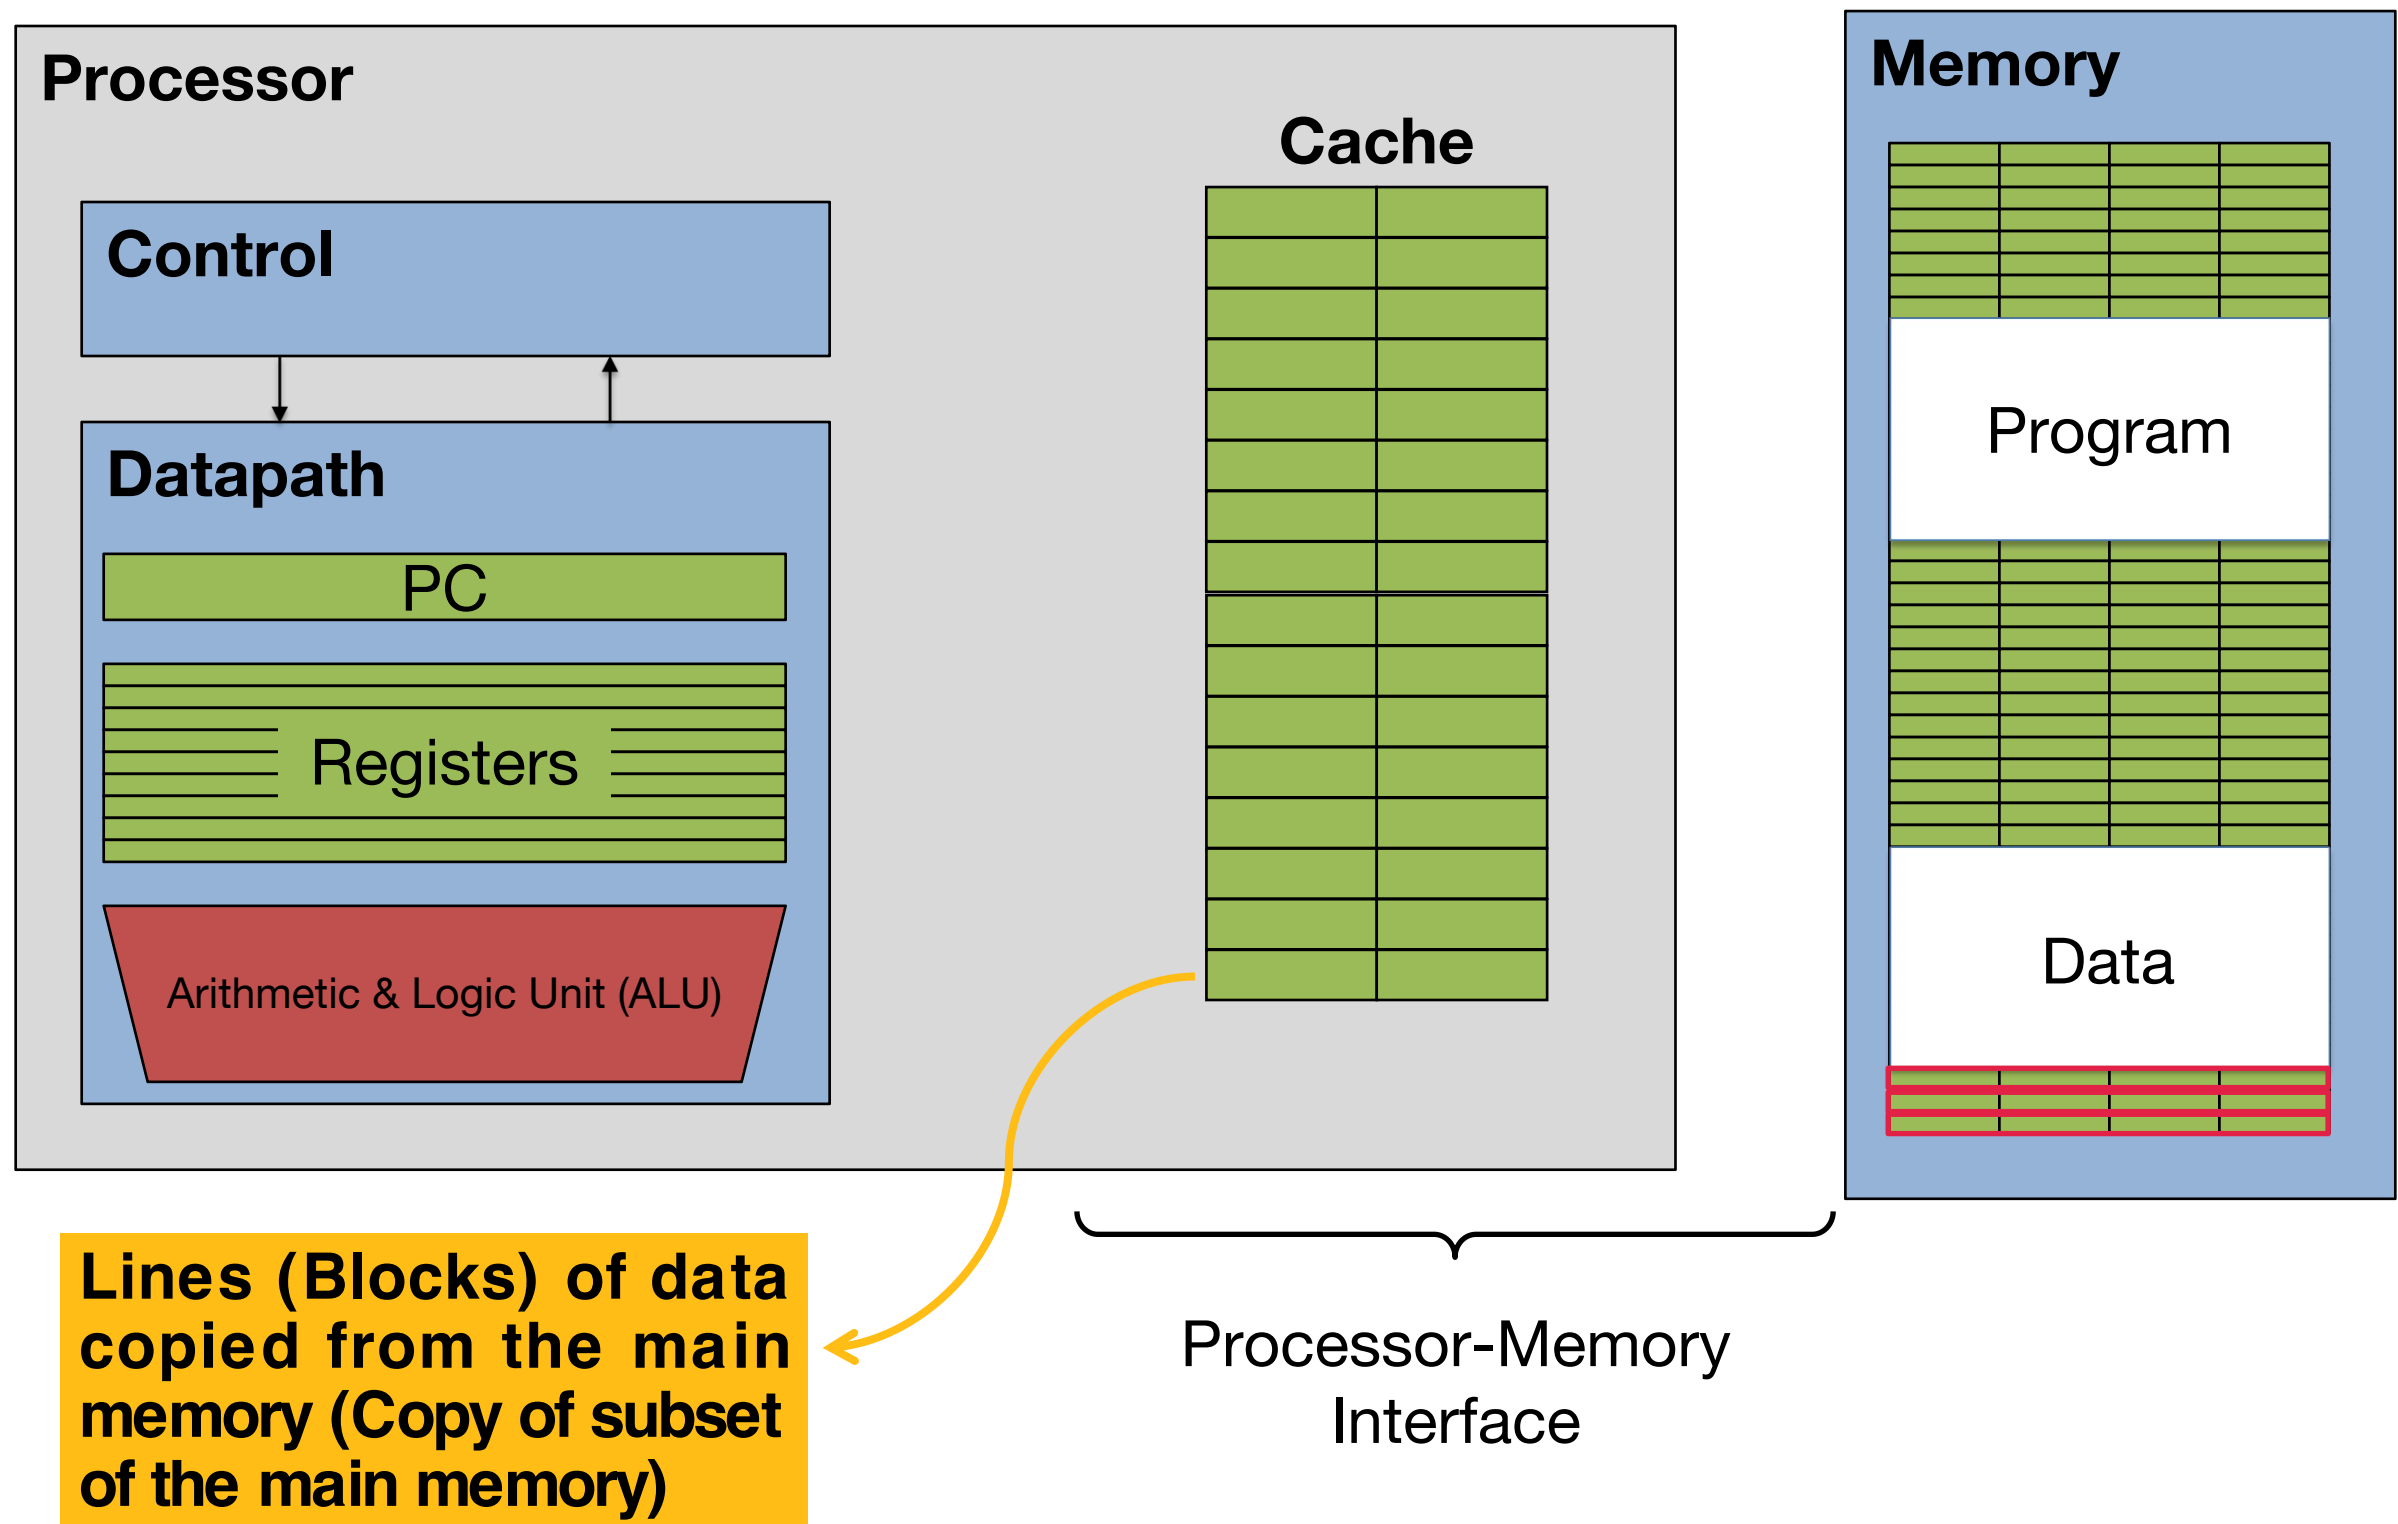 Processor
Control
Datapath
PC
Registers
Arithmetic & Logic Unit (ALU)
Cache
Memory
Program
Data
Lines (Blocks) of data
copied from the main
memory (Copy of subset
of the main memory)
Processor-Memory
Interface